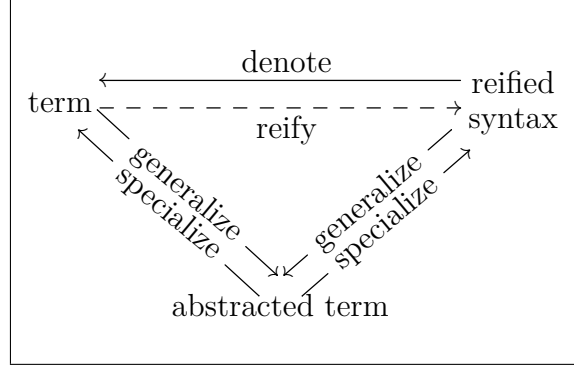 denote
term
reified
syntax
reify
generalize
specialize
generalize
specialize
abstracted term